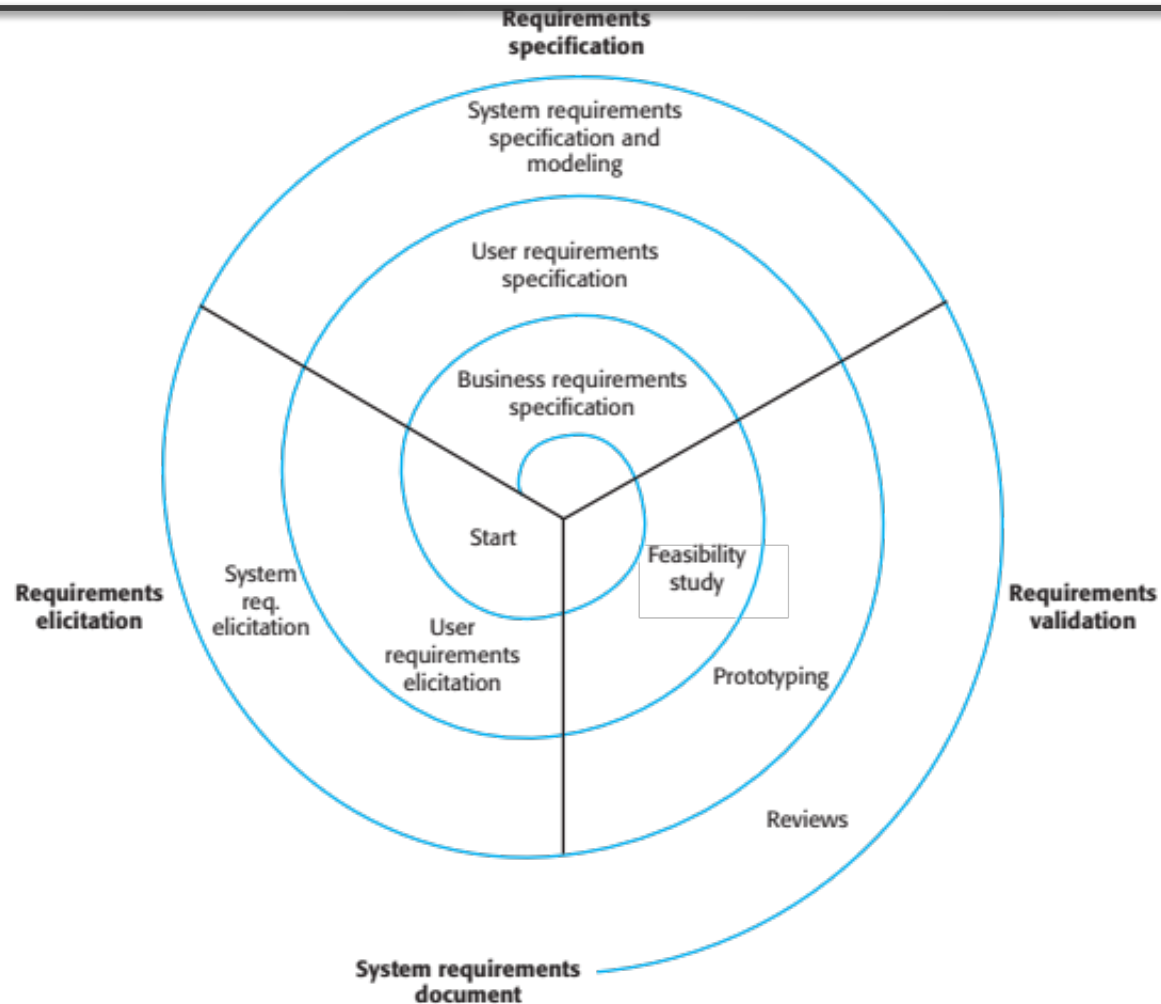 Requirements
specification
System requirements
specification and
modeling
User requirements
specification
Business requirements
specification
Start
Feasibility
study
System
req.
elicitation
Requirements
elicitation
User
requirements
elicitation
Requirements
validation
Prototyping
Reviews
System requirements
document